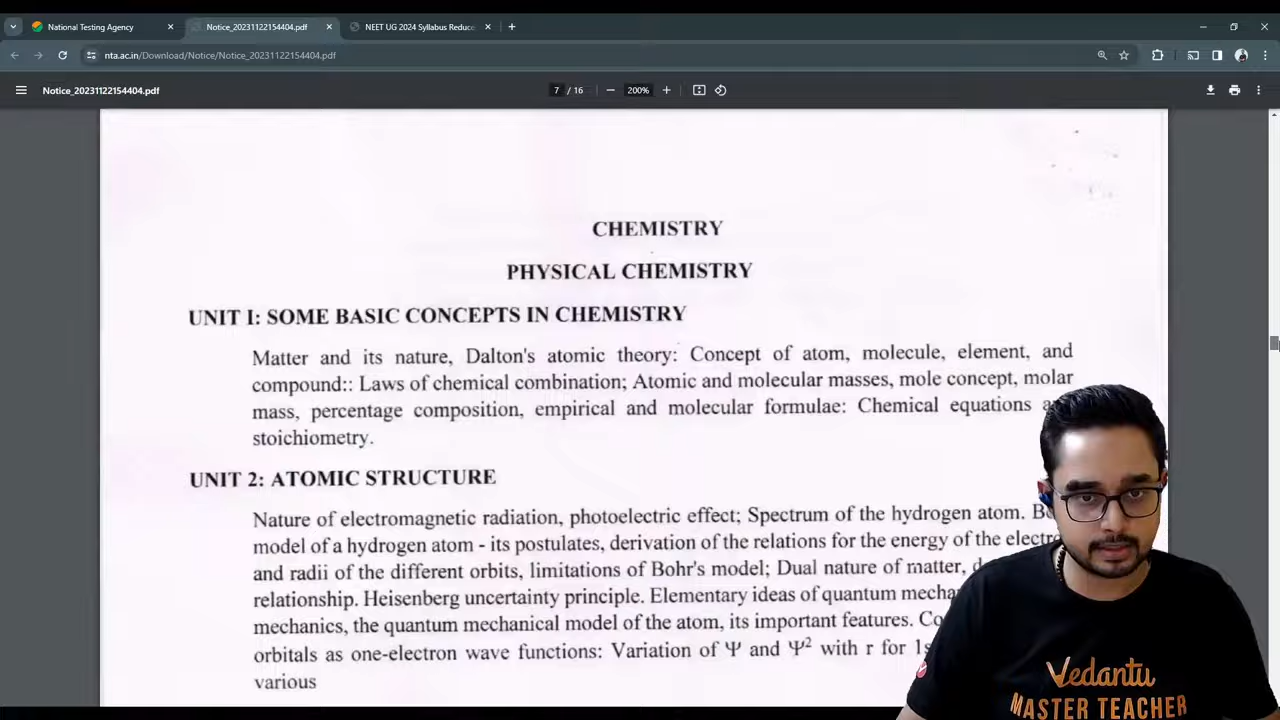 National Testing Agency
Notice_20231122154404.pdf
NEET UG 2024 Syllabus Reduce
nta.ac.in/Download/Notice/Notice_20231122154404.pdf
Notice_20231122154404.pdf
7 / 16
200%
CHEMISTRY
PHYSICAL CHEMISTRY
UNIT I: SOME BASIC CONCEPTS IN CHEMISTRY
Matter and its nature, Dalton's atomic theory: Concept of atom, molecule, element, and
compound:: Laws of chemical combination; Atomic and molecular masses, mole concept, molar
mass, percentage composition, empirical and molecular formulae: Chemical equations
stoichiometry.
UNIT 2: ATOMIC STRUCTURE
Nature of electromagnetic radiation, photoelectric effect; Spectrum of the hydrogen atom.
model of a hydrogen atom - its postulates, derivation of the relations for the energy of the electro
and radii of the different orbits, limitations of Bohr's model; Dual nature of matter,
relationship. Heisenberg uncertainty principle. Elementary ideas of quantum mecha
mechanics, the quantum mechanical model of the atom, its important features.
orbitals as one-electron wave functions: Variation of Ψ and Ψ² with r for 1s
various
Vedantu
MASTER TEACHER